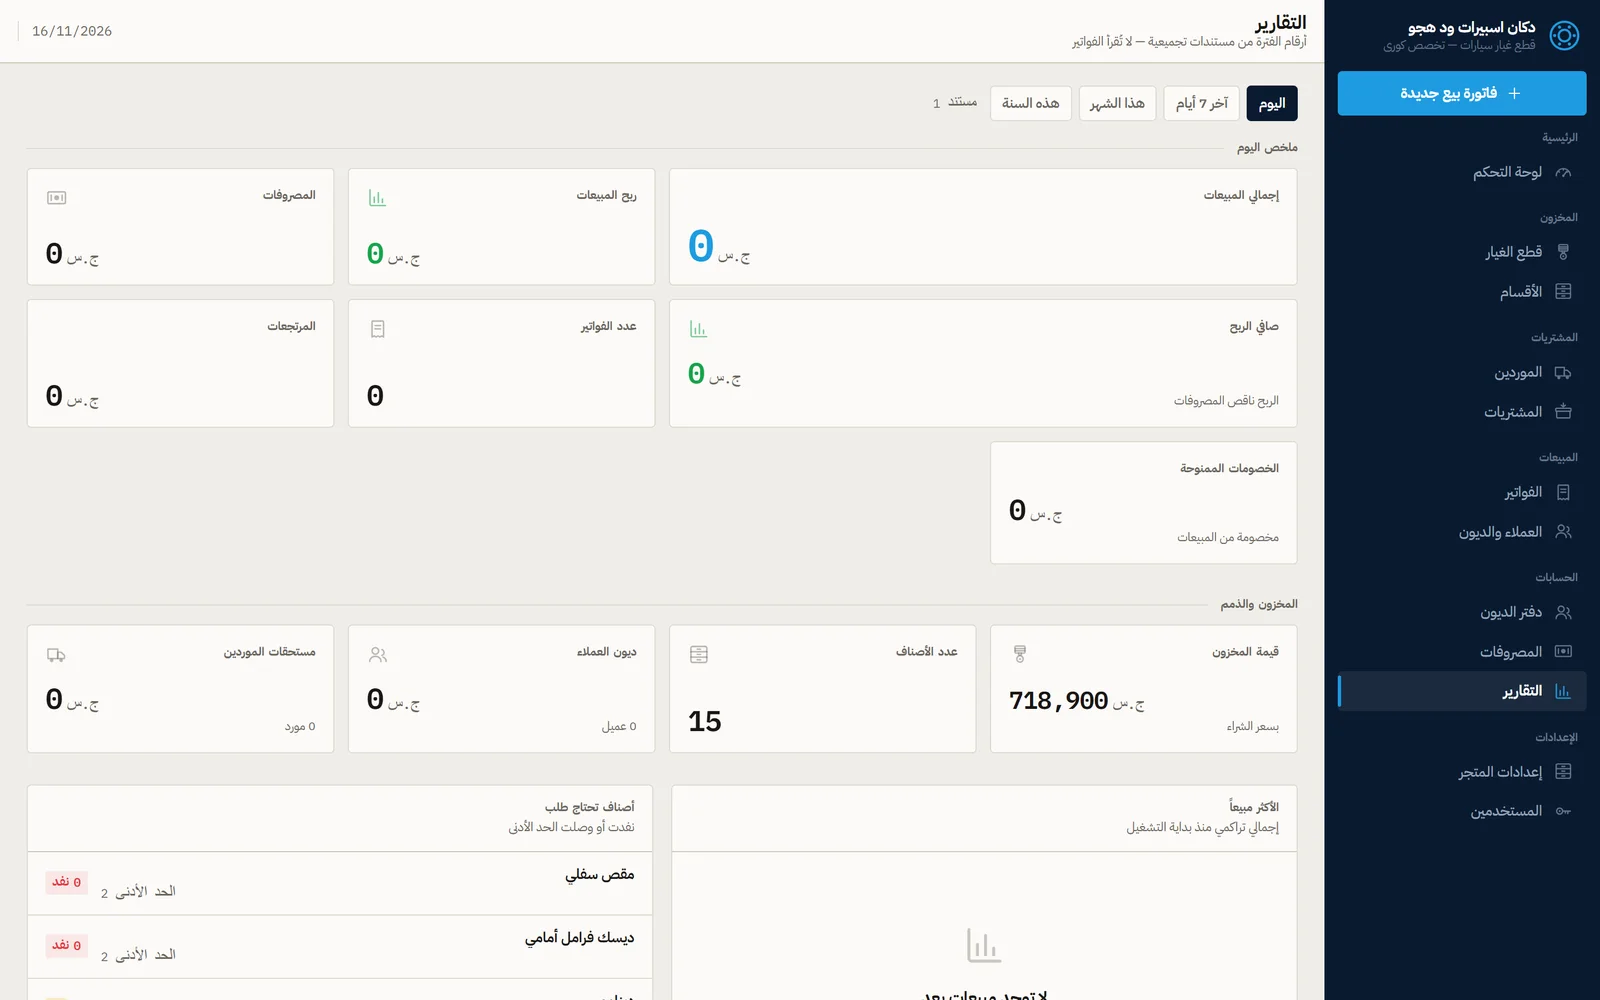 دكان اسبيرات ود هجو
قطع غيار سيارات — تخصص كوري
+ فاتورة بيع جديدة
الرئيسية
لوحة التحكم
المخزون
قطع الغيار
الأقسام
المشتريات
الموردين
المشتريات
المبيعات
الفواتير
العملاء والديون
الحسابات
دفتر الديون
المصروفات
التقارير
الإعدادات
إعدادات المتجر
المستخدمين
التقارير
أرقام الفترة من مستندات تجميعية — لا تُقرأ الفواتير
16/11/2026
اليوم
آخر 7 أيام
هذا الشهر
هذه السنة
مستند 1
ملخص اليوم
إجمالي المبيعات
0 ج.س
ربح المبيعات
0 ج.س
المصروفات
0 ج.س
صافي الربح
0 ج.س
الربح ناقص المصروفات
عدد الفواتير
0
المرتجعات
0 ج.س
الخصومات الممنوحة
0 ج.س
مخصومة من المبيعات
المخزون والذمم
قيمة المخزون
718,900 ج.س
بسعر الشراء
عدد الأصناف
15
ديون العملاء
0 ج.س
0 عميل
مستحقات الموردين
0 ج.س
0 مورد
الأكثر مبيعاً
إجمالي تراكمي منذ بداية التشغيل
لا توجد مبيعات بعد
أصناف تحتاج طلب
نفدت أو وصلت الحد الأدنى
مقص سفلي
الحد الأدنى 2
0 نفد
ديسك فرامل أمامي
الحد الأدنى 2
0 نفد